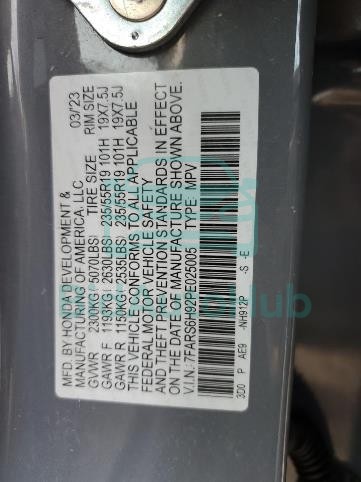 MFD. BY HONDA DEVELOPMENT &
MANUFACTURING OF AMERICA, LLC 03/'23
GVWR 2300KG( 5070LBS) TIRE SIZE RIM SIZE
GAWR F 1193KG( 2630LBS) 235/55R19 101H 19X7.5J
GAWR R 1150KG( 2535LBS) 235/55R19 101H 19X7.5J
THIS VEHICLE CONFORMS TO ALL APPLICABLE
FEDERAL MOTOR VEHICLE SAFETY
AND THEFT PREVENTION STANDARDS IN EFFECT
ON THE DATE OF MANUFACTURE SHOWN ABOVE.
V.I.N.:7FARS6H92PE025005 TYPE: MPV
3D0 P AE9 -NH912P -S -E